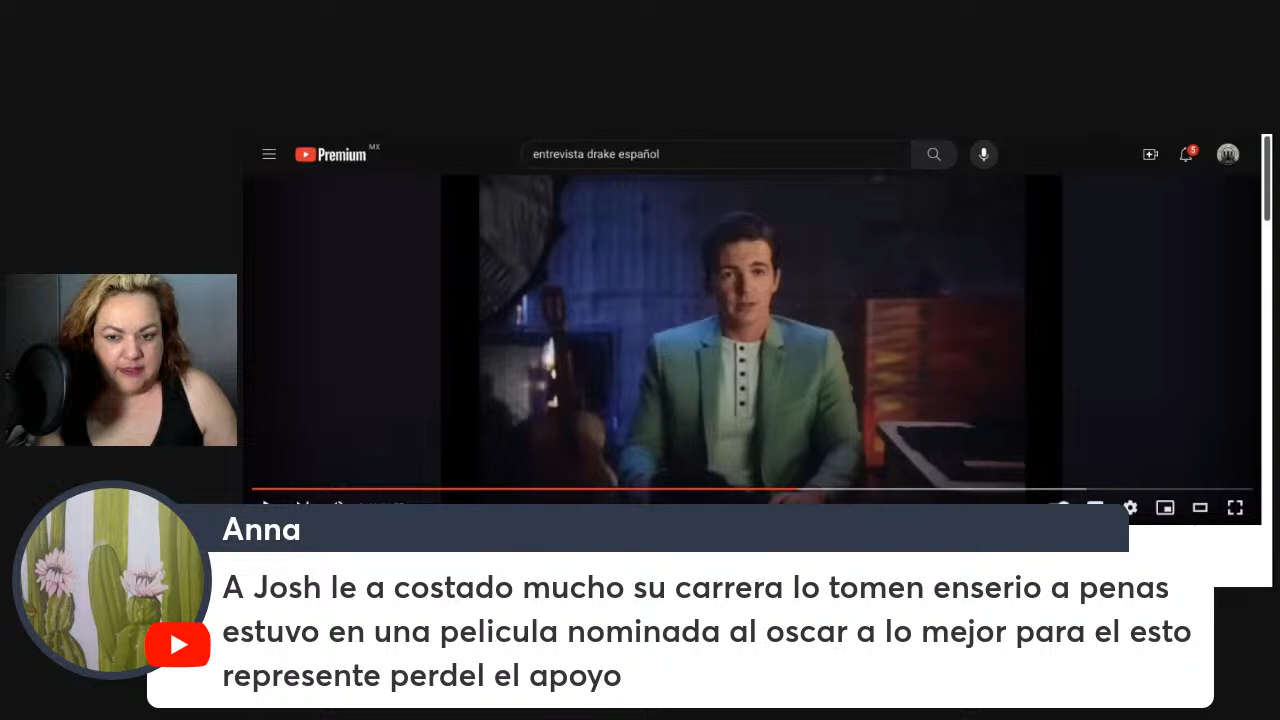 Premium MX
entrevista drake español
5
Anna
A Josh le a costado mucho su carrera lo tomen enserio a penas
estuvo en una pelicula nominada al oscar a lo mejor para el esto
represente perdel el apoyo